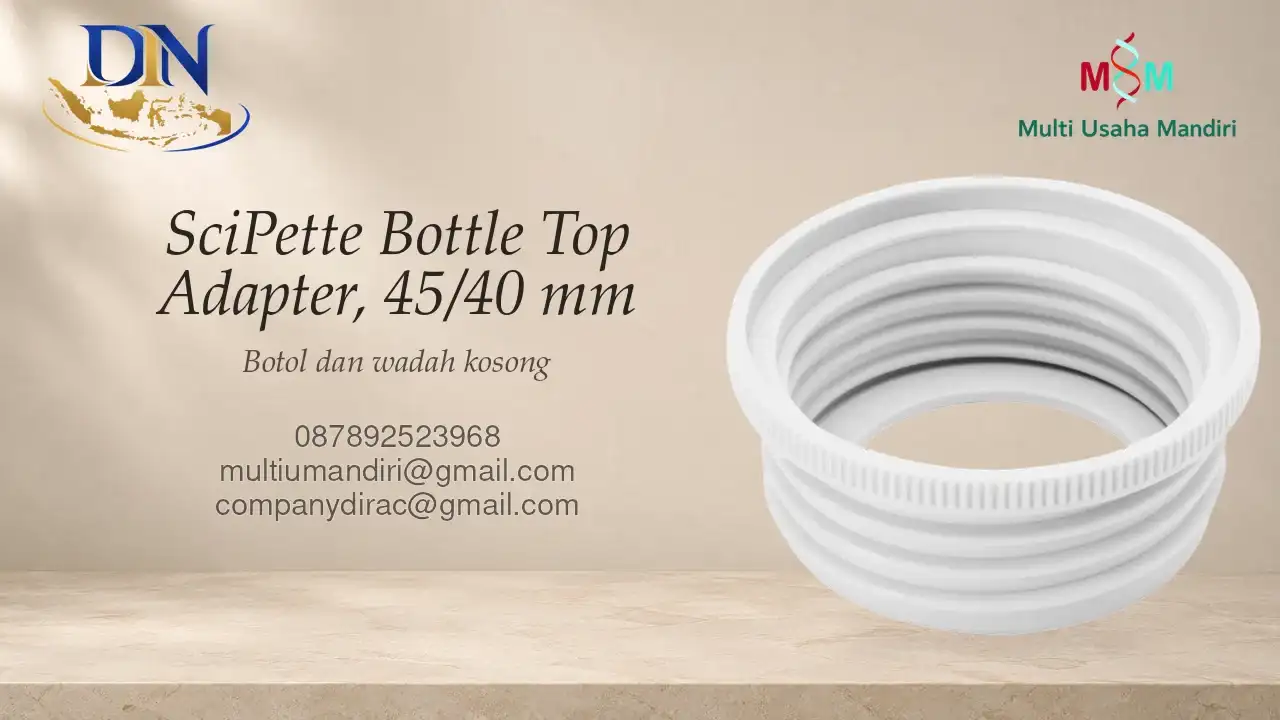 DN
MSM
Multi Usaha Mandiri
SciPette Bottle Top
Adapter, 45/40 mm
Botol dan wadah kosong
087892523968
multiumandiri@gmail.com
companydirac@gmail.com